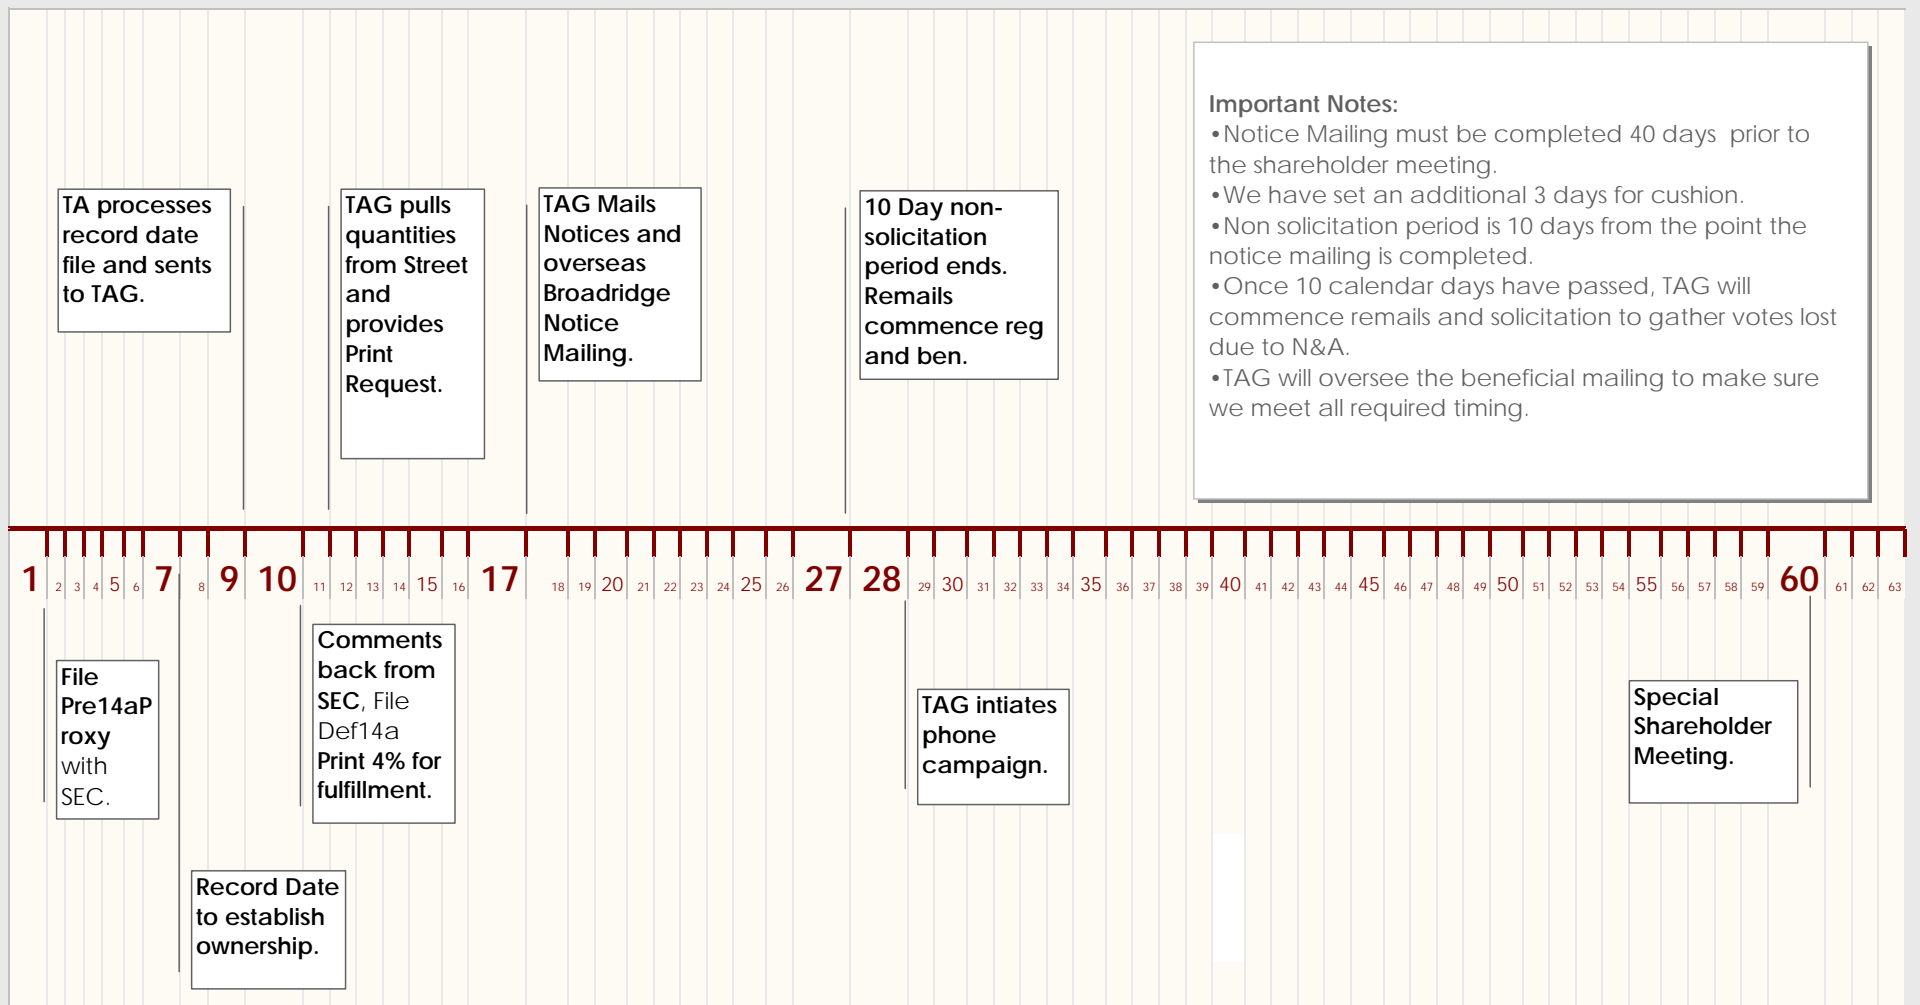 Important Notes:
•Notice Mailing must be completed 40 days  prior to
the shareholder meeting.
•We have set an additional 3 days for cushion.
•Non solicitation period is 10 days from the point the
notice mailing is completed.
•Once 10 calendar days have passed, TAG will
commence remails and solicitation to gather votes lost
due to N&A.
•TAG will oversee the beneficial mailing to make sure
we meet all required timing.
TA processes
record date
file and sents
to TAG.
TAG pulls
quantities
from Street
and
provides
Print
Request.
TAG Mails
Notices and
overseas
Broadridge
Notice
Mailing.
10 Day non-
solicitation
period ends.
Remails
commence reg
and ben.
1 2 3 4 5 6 7 8 9 10 11 12 13 14 15 16 17 18 19 20 21 22 23 24 25 26 27 28 29 30 31 32 33 34 35 36 37 38 39 40 41 42 43 44 45 46 47 48 49 50 51 52 53 54 55 56 57 58 59 60 61 62 63
File
Pre14aP
roxy
with
SEC.
Record Date
to establish
ownership.
Comments
back from
SEC, File
Def14a
Print 4% for
fulfillment.
TAG intiates
phone
campaign.
Special
Shareholder
Meeting.